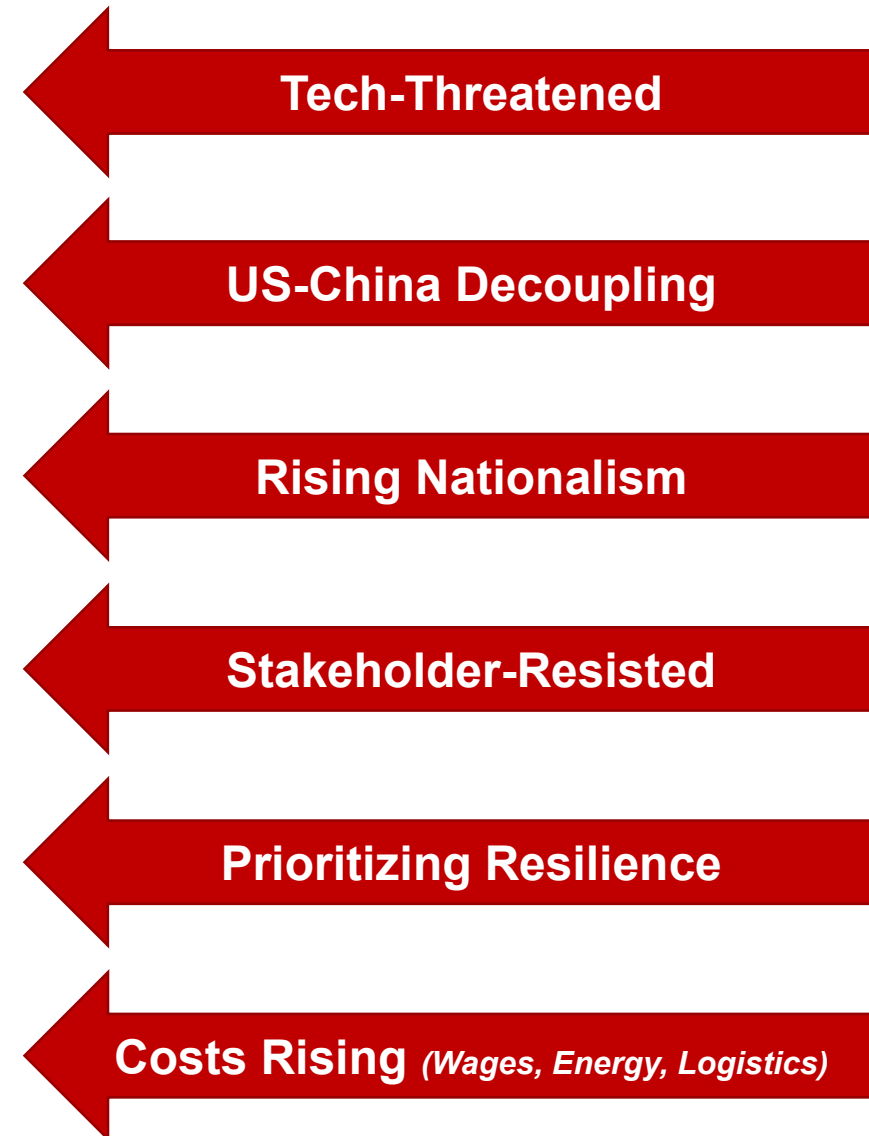 Tech-Threatened
US-China Decoupling
Rising Nationalism
Stakeholder-Resisted
Prioritizing Resilience
Costs Rising (Wages, Energy, Logistics)